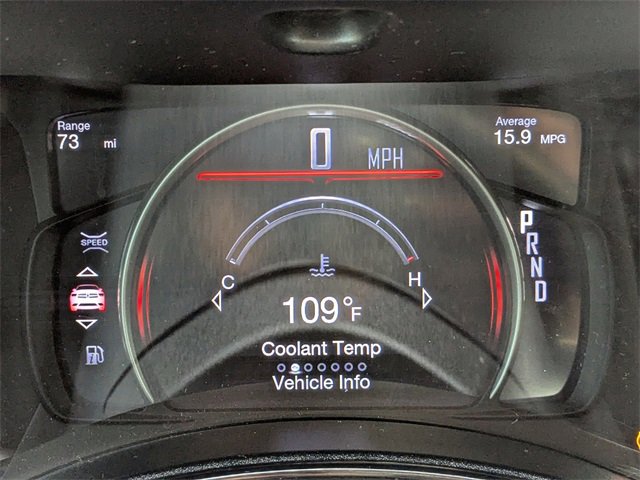 Range
73 mi
Average
15.9 MPG
0 MPH
SPEED
C
H
109°F
Coolant Temp
Vehicle Info
P
R
N
D